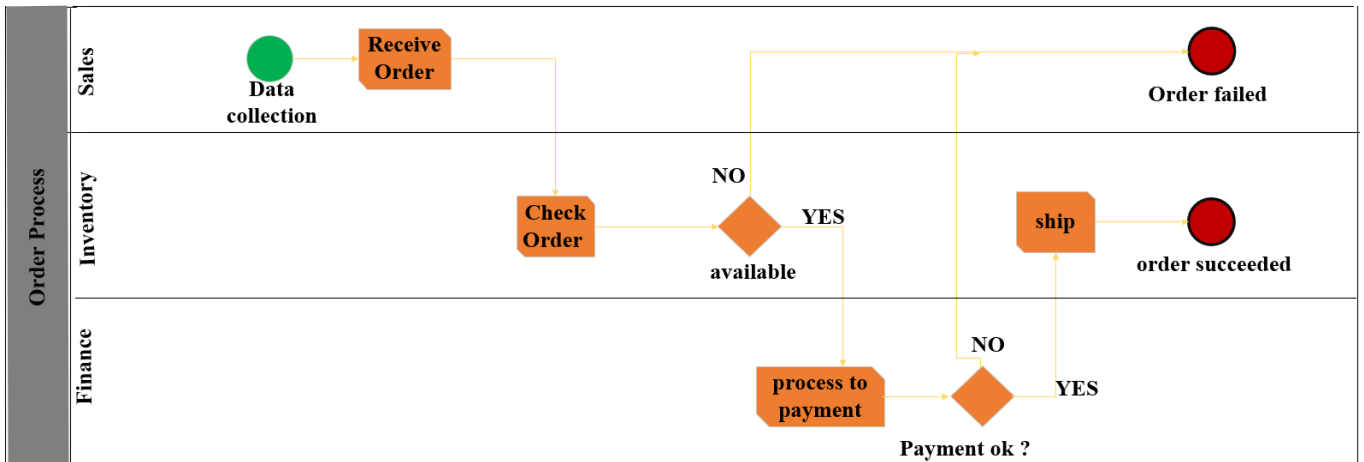 Order Process
Sales
Receive
Order
Data
collection
Order failed
Inventory
NO
Check
Order
YES
available
ship
order succeeded
Finance
process to
payment
NO
YES
Payment ok ?